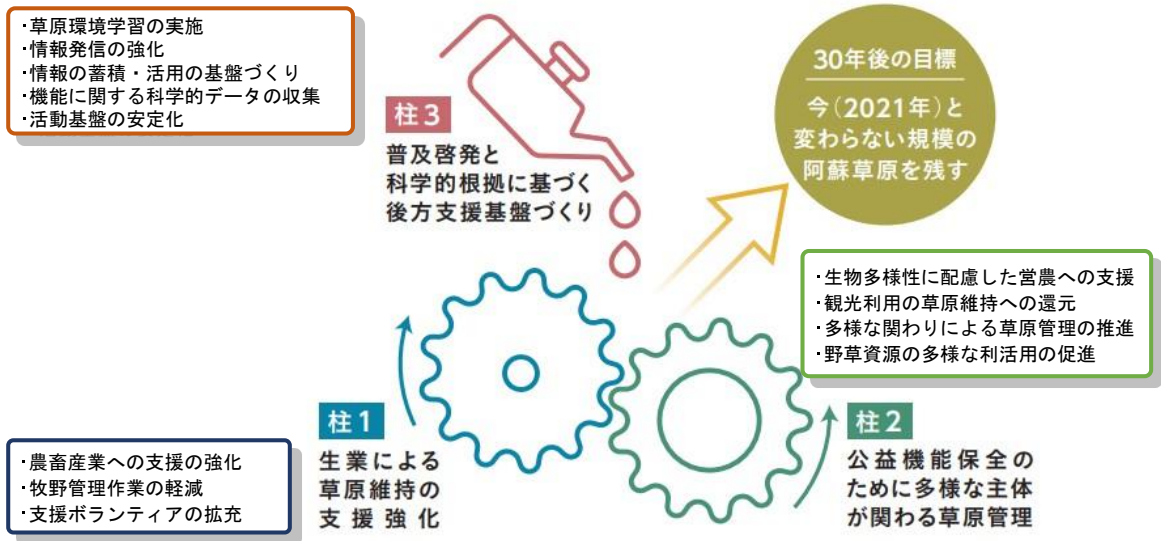 ・草原環境学習の実施
・情報発信の強化
・情報の蓄積・活用の基盤づくり
・機能に関する科学的データの収集
・活動基盤の安定化
柱3
普及啓発と
科学的根拠に基づく
後方支援基盤づくり
30年後の目標
今(2021年)と
変わらない規模の
阿蘇草原を残す
・生物多様性に配慮した営農への支援
・観光利用の草原維持への還元
・多様な関わりによる草原管理の推進
・野草資源の多様な利活用の促進
柱1
生業による
草原維持の
支援強化
・農畜産業への支援の強化
・牧野管理作業の軽減
・支援ボランティアの拡充
柱2
公益機能保全の
ために多様な主体
が関わる草原管理